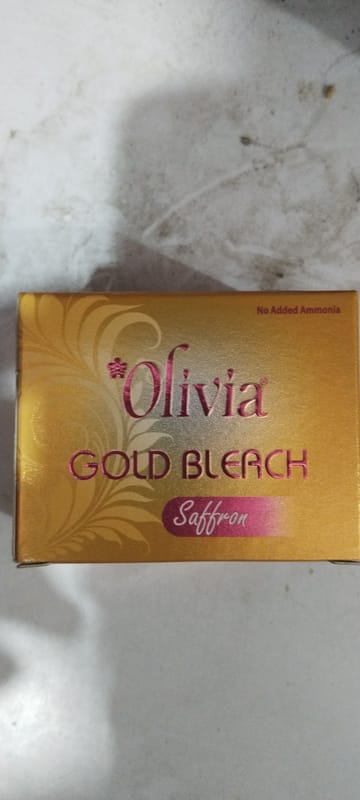 No Added Ammonia
Olivia®
GOLD BLEACH
Saffron